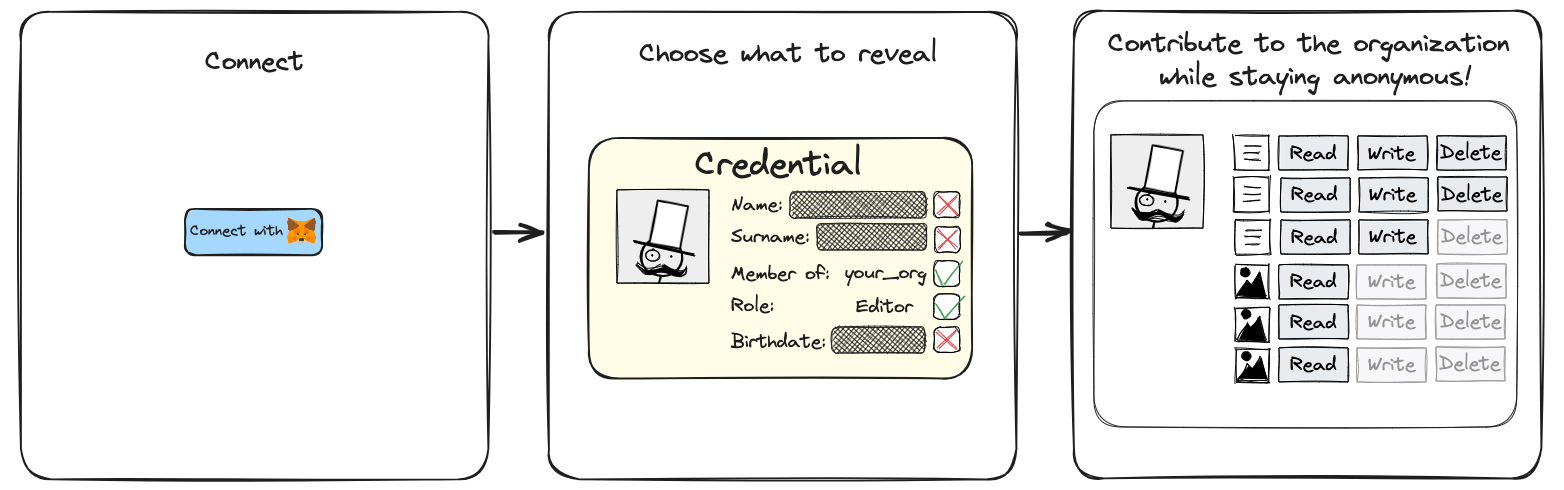 Connect
Connect with
Choose what to reveal
Credential
Name:
Surname:
Member of: your_org
Role: Editor
Birthdate:
Contribute to the organization
while staying anonymous!
Read Write Delete
Read Write Delete
Read Write Delete
Read Write Delete
Read Write Delete
Read Write Delete